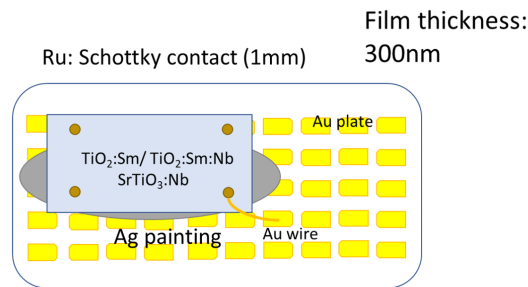 Film thickness:
300nm
Ru: Schottky contact (1mm)
Au plate
TiO₂:Sm/ TiO₂:Sm:Nb
SrTiO₃:Nb
Ag painting
Au wire